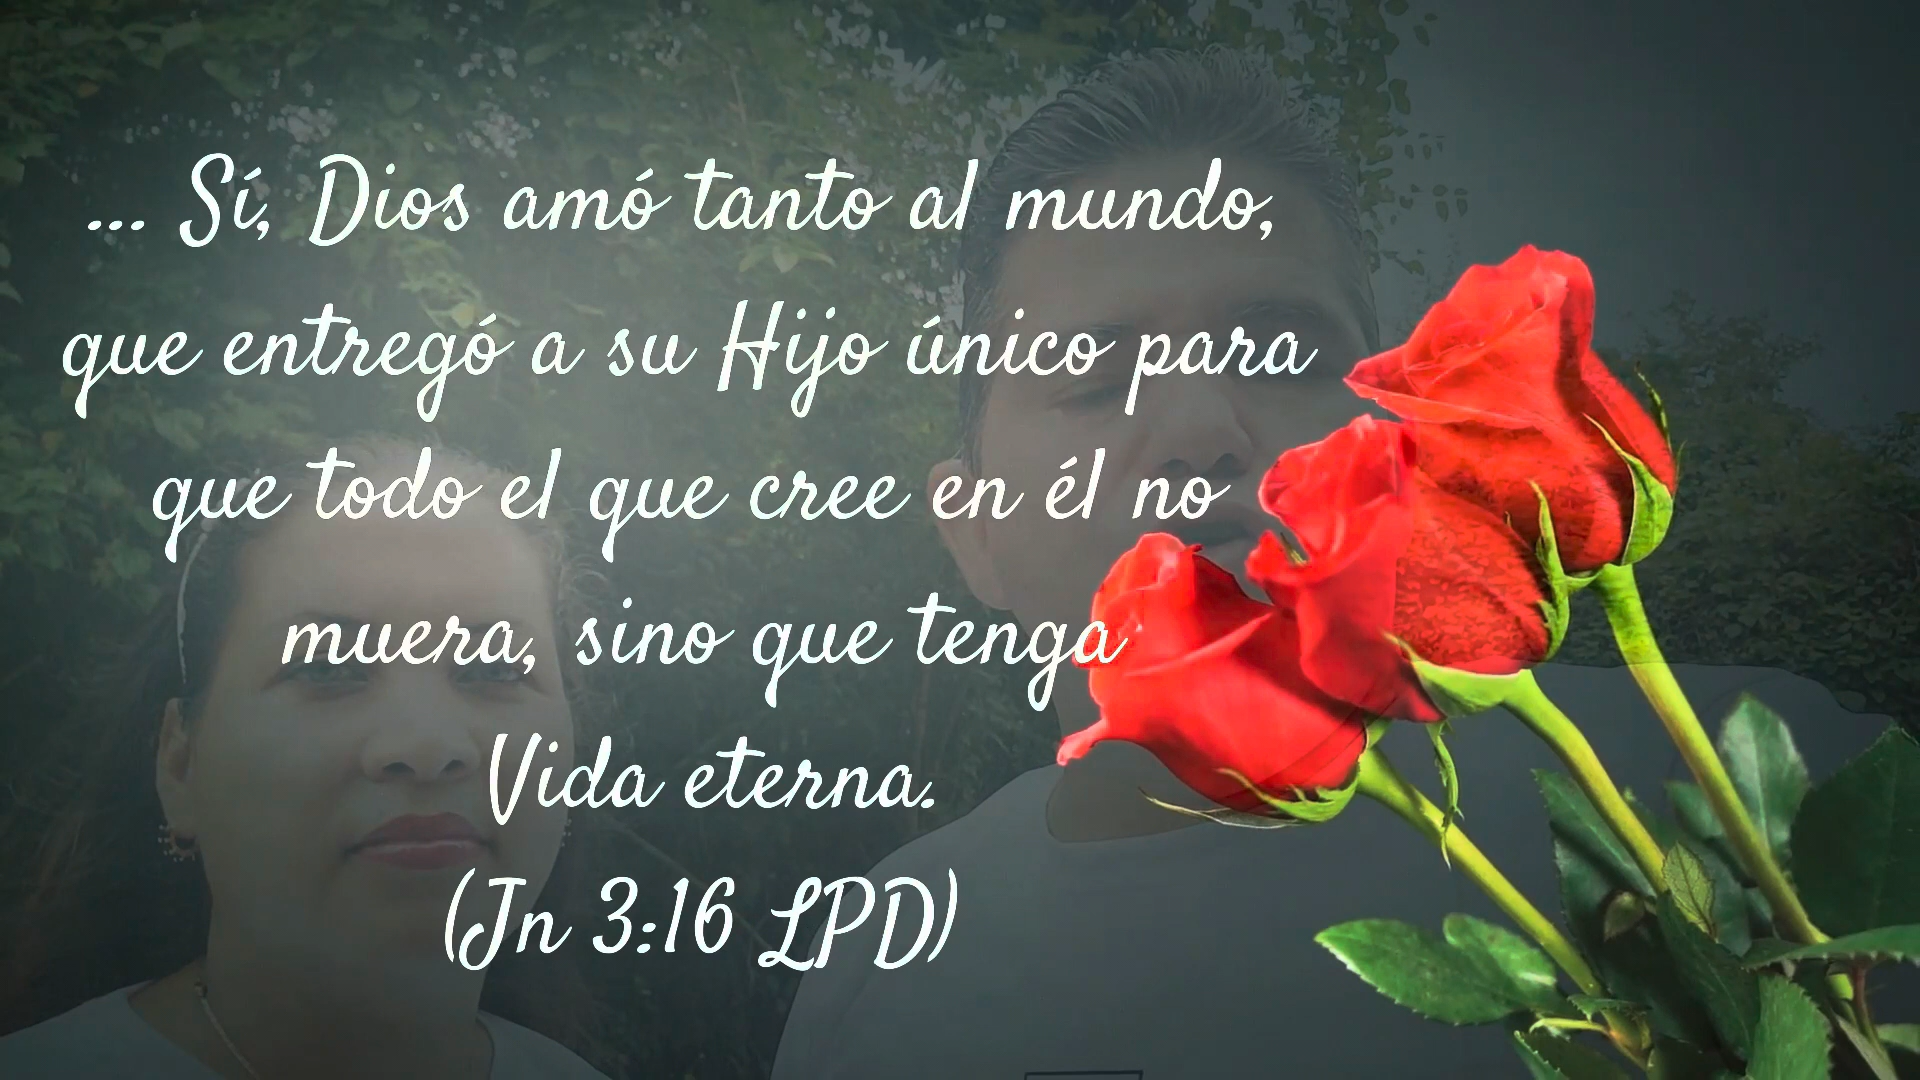 ... Sí, Dios amó tanto al mundo,
que entregó a su Hijo único para
que todo el que cree en él no
muera, sino que tenga
Vida eterna.
(Jn 3:16 LPD)